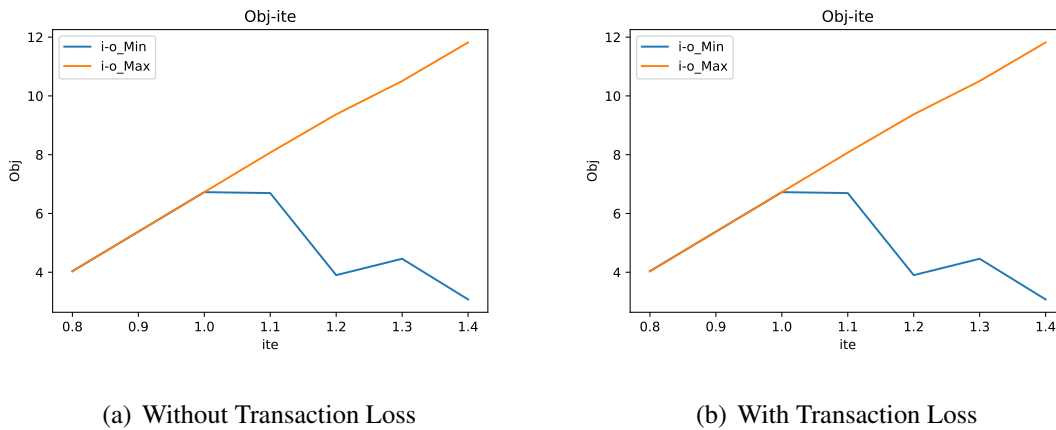 Obj-ite
i-o_Min
i-o_Max
12
10
8
6
4
Obj
0.8 0.9 1.0 1.1 1.2 1.3 1.4
ite
(a) Without Transaction Loss
Obj-ite
i-o_Min
i-o_Max
12
10
8
6
4
Obj
0.8 0.9 1.0 1.1 1.2 1.3 1.4
ite
(b) With Transaction Loss